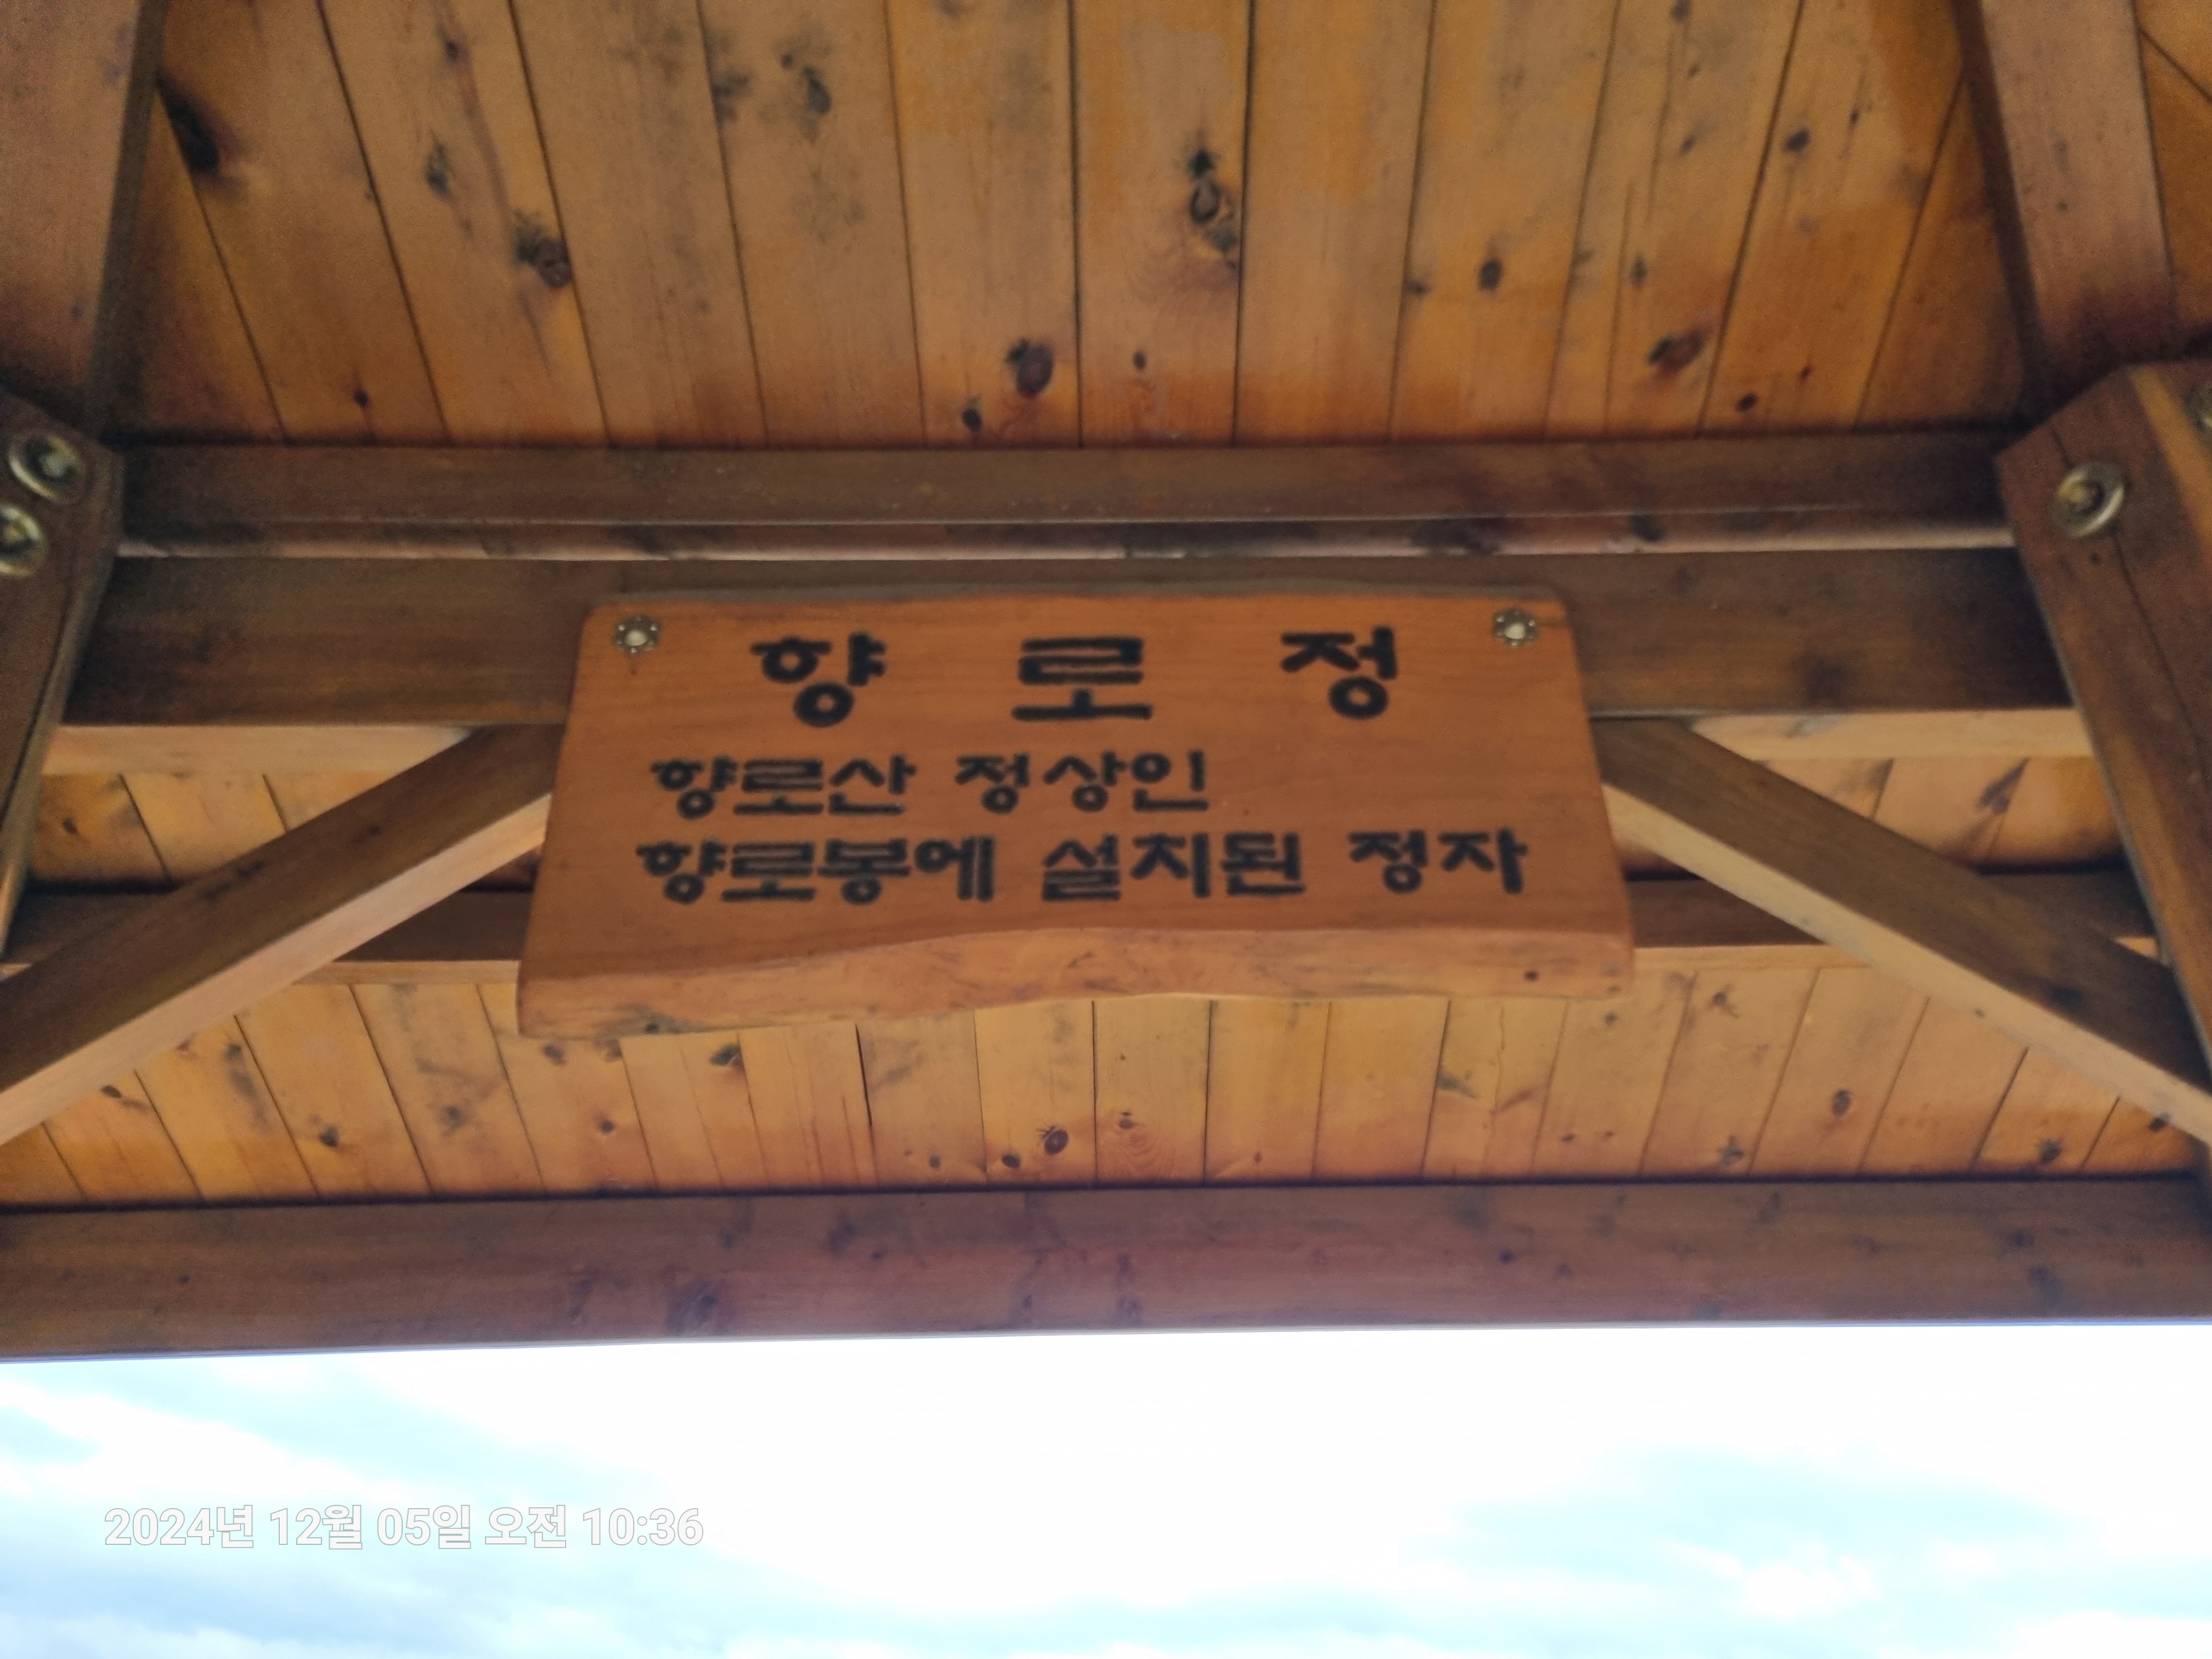 향로정
향로산 정상인
향로봉에 설치된 정자
2024년 12월 05일 오전 10:36